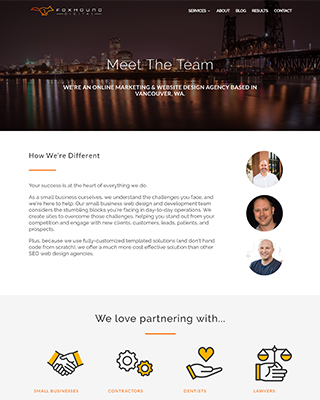 FOXHOUND
DIGITAL
SERVICES ABOUT BLOG RESULTS CONTACT
Meet The Team
WE'RE AN ONLINE MARKETING & WEBSITE DESIGN AGENCY BASED IN
VANCOUVER, WA.
How We're Different
Your success is at the heart of everything we do.
As a small business ourselves, we understand the challenges you face, and
we're here to help. Our small business web design and development team
considers the stumbling blocks you're facing in day-to-day operations. We
create sites to overcome those challenges, helping you stand out from your
competition and engage with new clients, customers, leads, patients, and
prospects.
Plus, because we use fully-customized templated solutions (and don't hard
code from scratch), we offer a much more cost effective solution than other
SEO web design agencies.
We love partnering with...
SMALL BUSINESSES CONTRACTORS DENTISTS LAWYERS